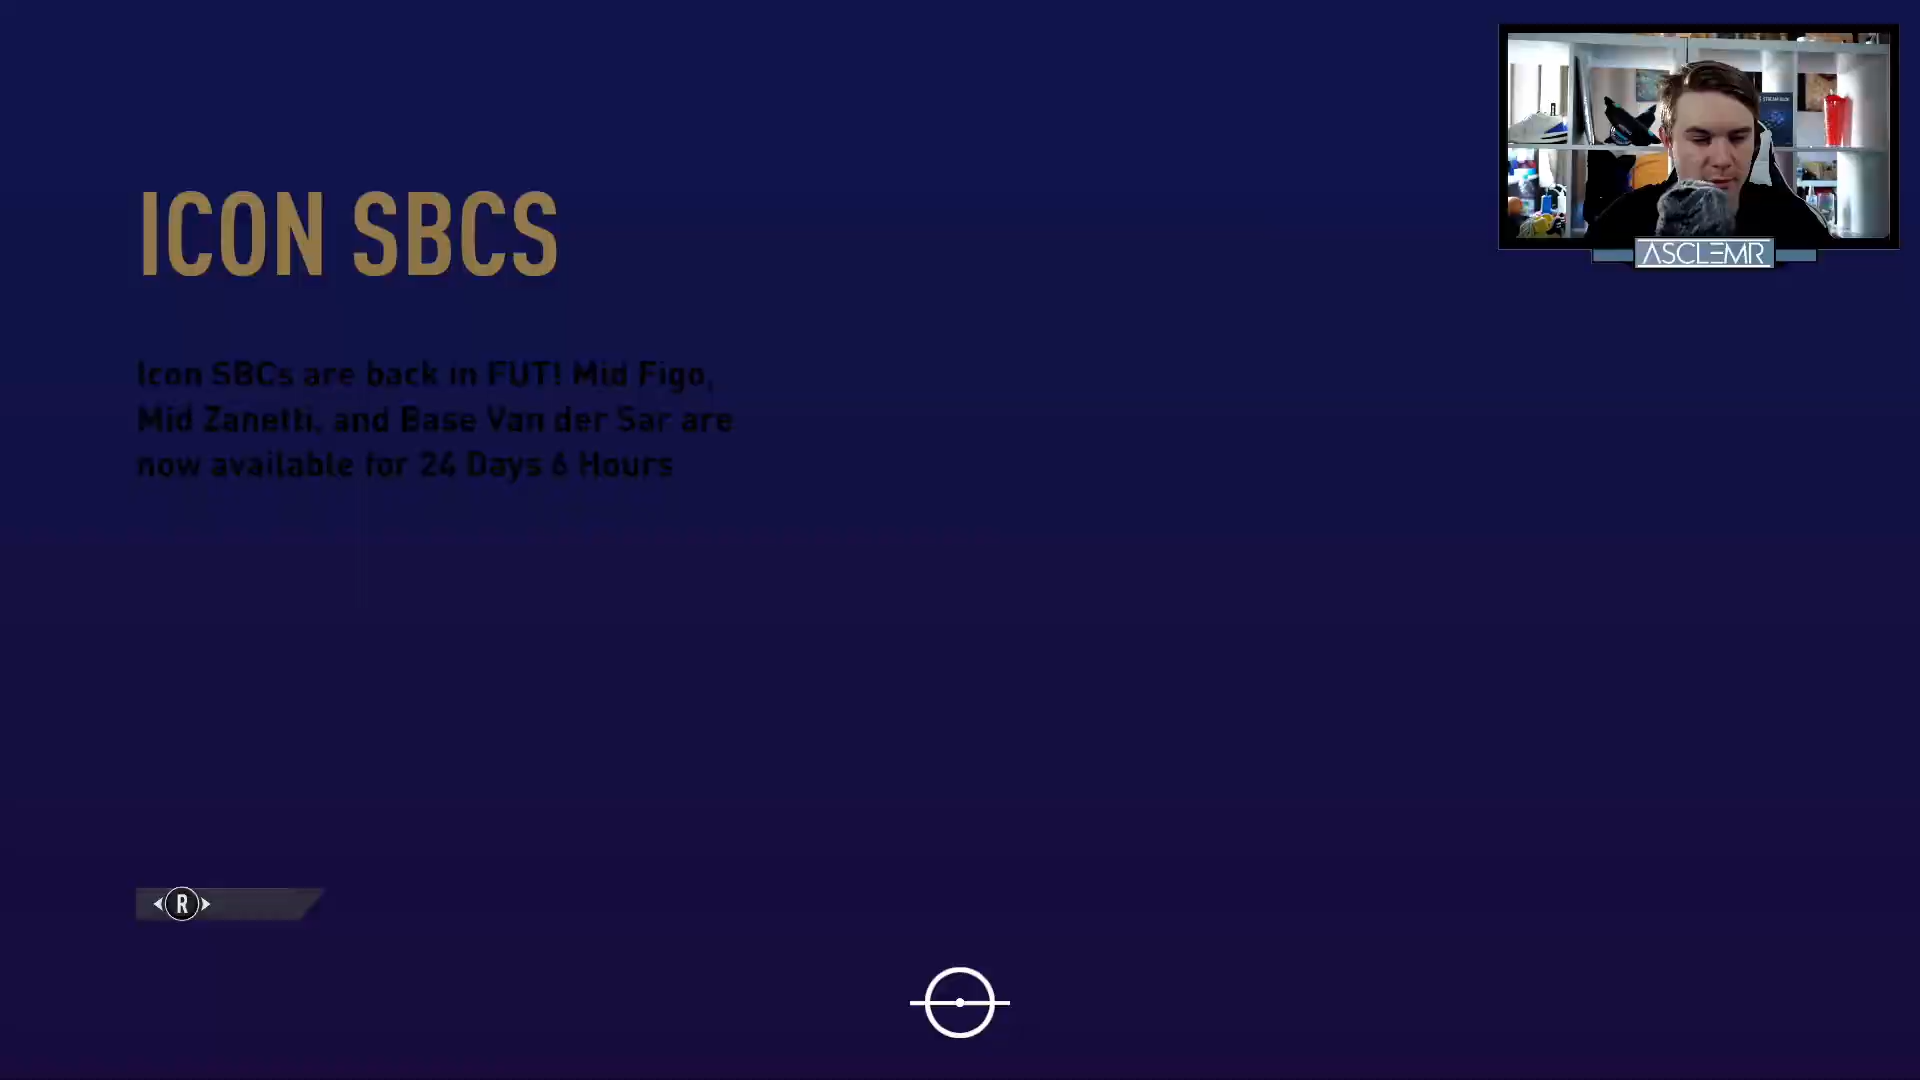 ICON SBCS
Icon SBCs are back in FUT! Mid Figo,
Mid Zanetti, and Base Van der Sar are
now available for 24 Days 6 Hours
R
ASCLEMR